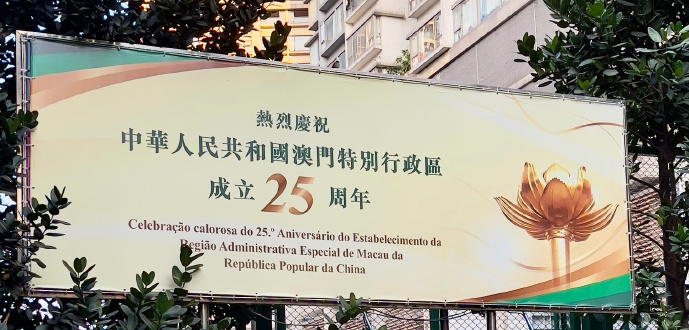 熱烈慶祝
中華人民共和國澳門特別行政區
成立 25 周年
Celebração calorosa do 25.º Aniversário do Estabelecimento da
Região Administrativa Especial de Macau da
República Popular da China